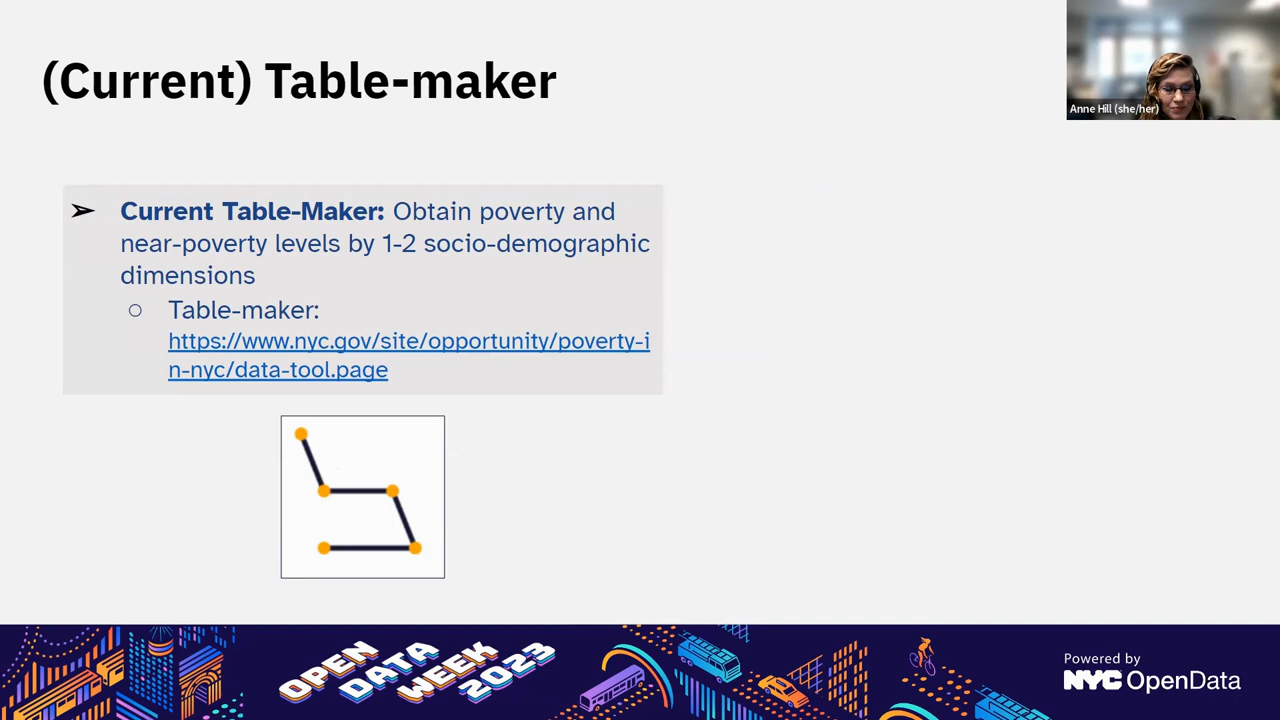 (Current) Table-maker
Anne Hill (she/her)
➢ Current Table-Maker: Obtain poverty and
near-poverty levels by 1-2 socio-demographic
dimensions
○ Table-maker:
https://www.nyc.gov/site/opportunity/poverty-i
n-nyc/data-tool.page
OPEN
DATA
WEEK
2023
Powered by
NYC OpenData